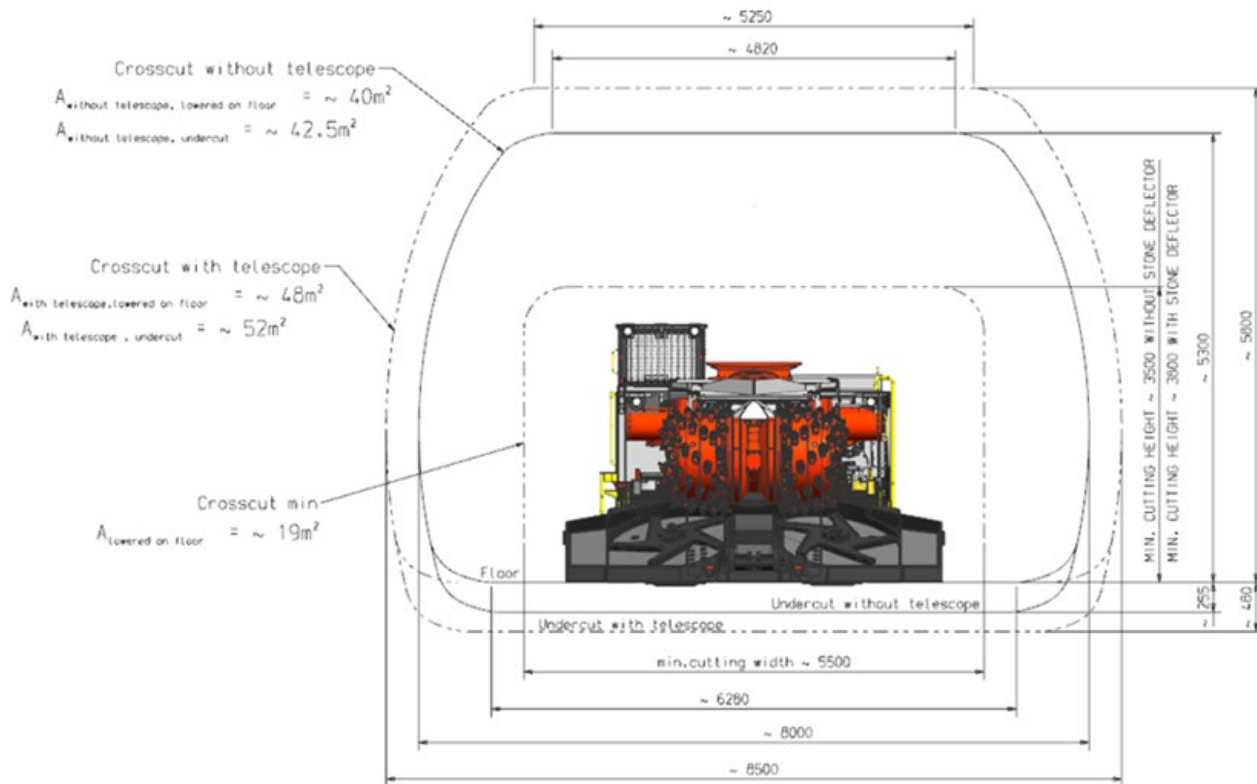 ~ 5250
~ 4820
Crosscut without telescope
A without telescope, lowered on floor = ~ 40m²
A without telescope, undercut = ~ 42.5m²
Crosscut with telescope
A with telescope, lowered on floor = ~ 48m²
A with telescope , undercut = ~ 52m²
Crosscut min
A lowered on floor = ~ 19m²
MIN. CUTTING HEIGHT ~ 3500 WITHOUT STONE DEFLECTOR
MIN. CUTTING HEIGHT ~ 3800 WITH STONE DEFLECTOR
~ 5300
~ 5800
Floor
Undercut without telescope
~ 255
~ 480
Undercut with telescope
min.cutting width ~ 5500
~ 6280
~ 8000
~ 8500